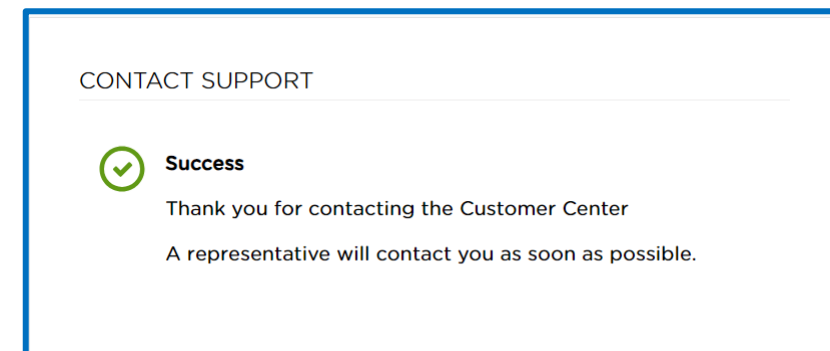 CONTACT SUPPORT
Success
Thank you for contacting the Customer Center
A representative will contact you as soon as possible.